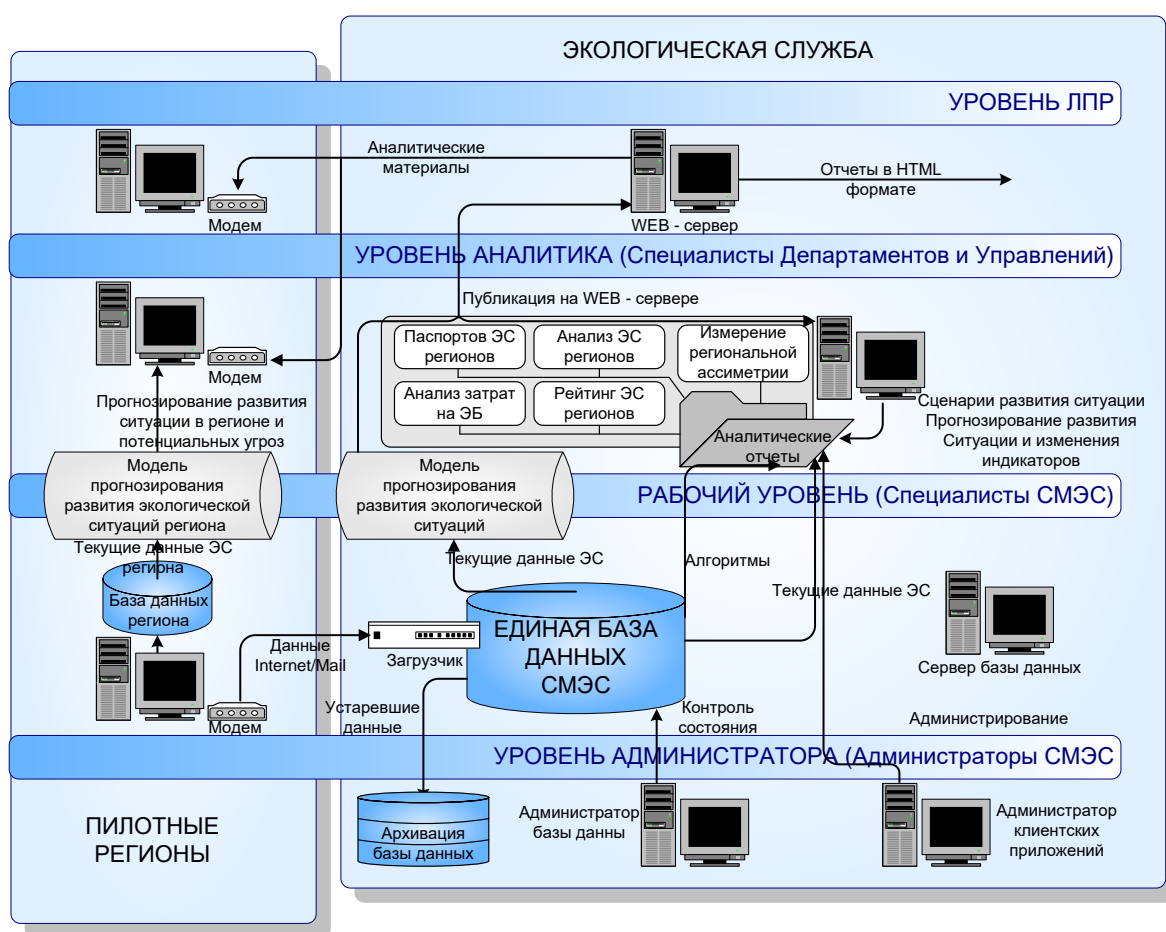 ЭКОЛОГИЧЕСКАЯ СЛУЖБА
УРОВЕНЬ ЛПР
Аналитические
материалы
Отчеты в HTML
формате
Модем
WEB - сервер
УРОВЕНЬ АНАЛИТИКА (Специалисты Департаментов и Управлений)
Публикация на WEB - сервере
Паспортов ЭС
регионов
Анализ ЭС
регионов
Измерение
региональной
ассиметрии
Анализ затрат
на ЭБ
Рейтинг ЭС
регионов
Аналитические
отчеты
Модем
Прогнозирование развития
ситуации в регионе и
потенциальных угроз
Сценарии развития ситуации
Прогнозирование развития
Ситуации и изменения
индикаторов
Модель
прогнозирования
развития экологической
ситуаций региона
Модель
прогнозирования
развития экологической
ситуаций
РАБОЧИЙ УРОВЕНЬ (Специалисты СМЭС)
Текущие данные ЭС
региона
Текущие данные ЭС
Алгоритмы
Текущие данные ЭС
База данных
региона
ЕДИНАЯ БАЗА
ДАННЫХ
СМЭС
Данные
Internet/Mail
Загрузчик
Сервер базы данных
Модем
Устаревшие
данные
Контроль
состояния
Администрирование
УРОВЕНЬ АДМИНИСТРАТОРА (Администраторы СМЭС
ПИЛОТНЫЕ
РЕГИОНЫ
Архивация
базы данных
Администратор
базы данны
Администратор
клиентских
приложений